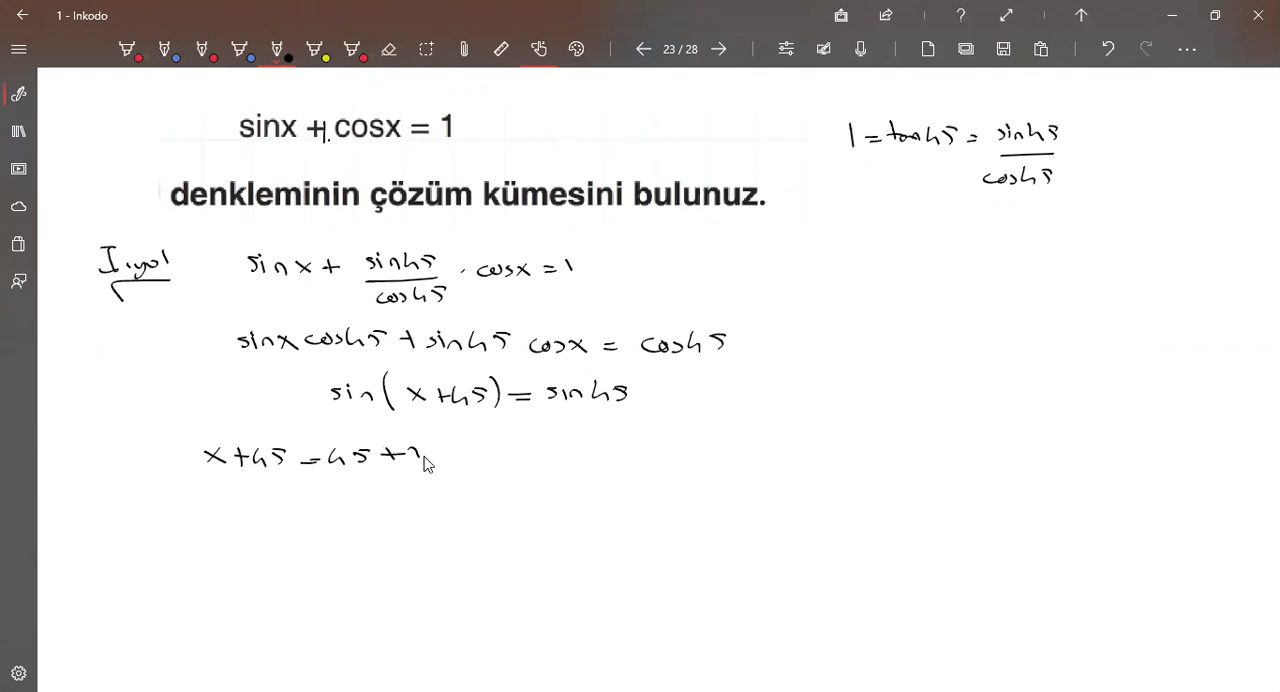 1 - Inkodo
23 / 28
sinx + 1. cosx = 1
1 = tan45 = sin45 / cos45
denkleminin çözüm kümesini bulunuz.
I.yol
sinx + sin45 / cos45 . cosx = 1
sinx cos45 + sin45 cosx = cos45
sin(x+45) = sin45
x+45 = 45 +